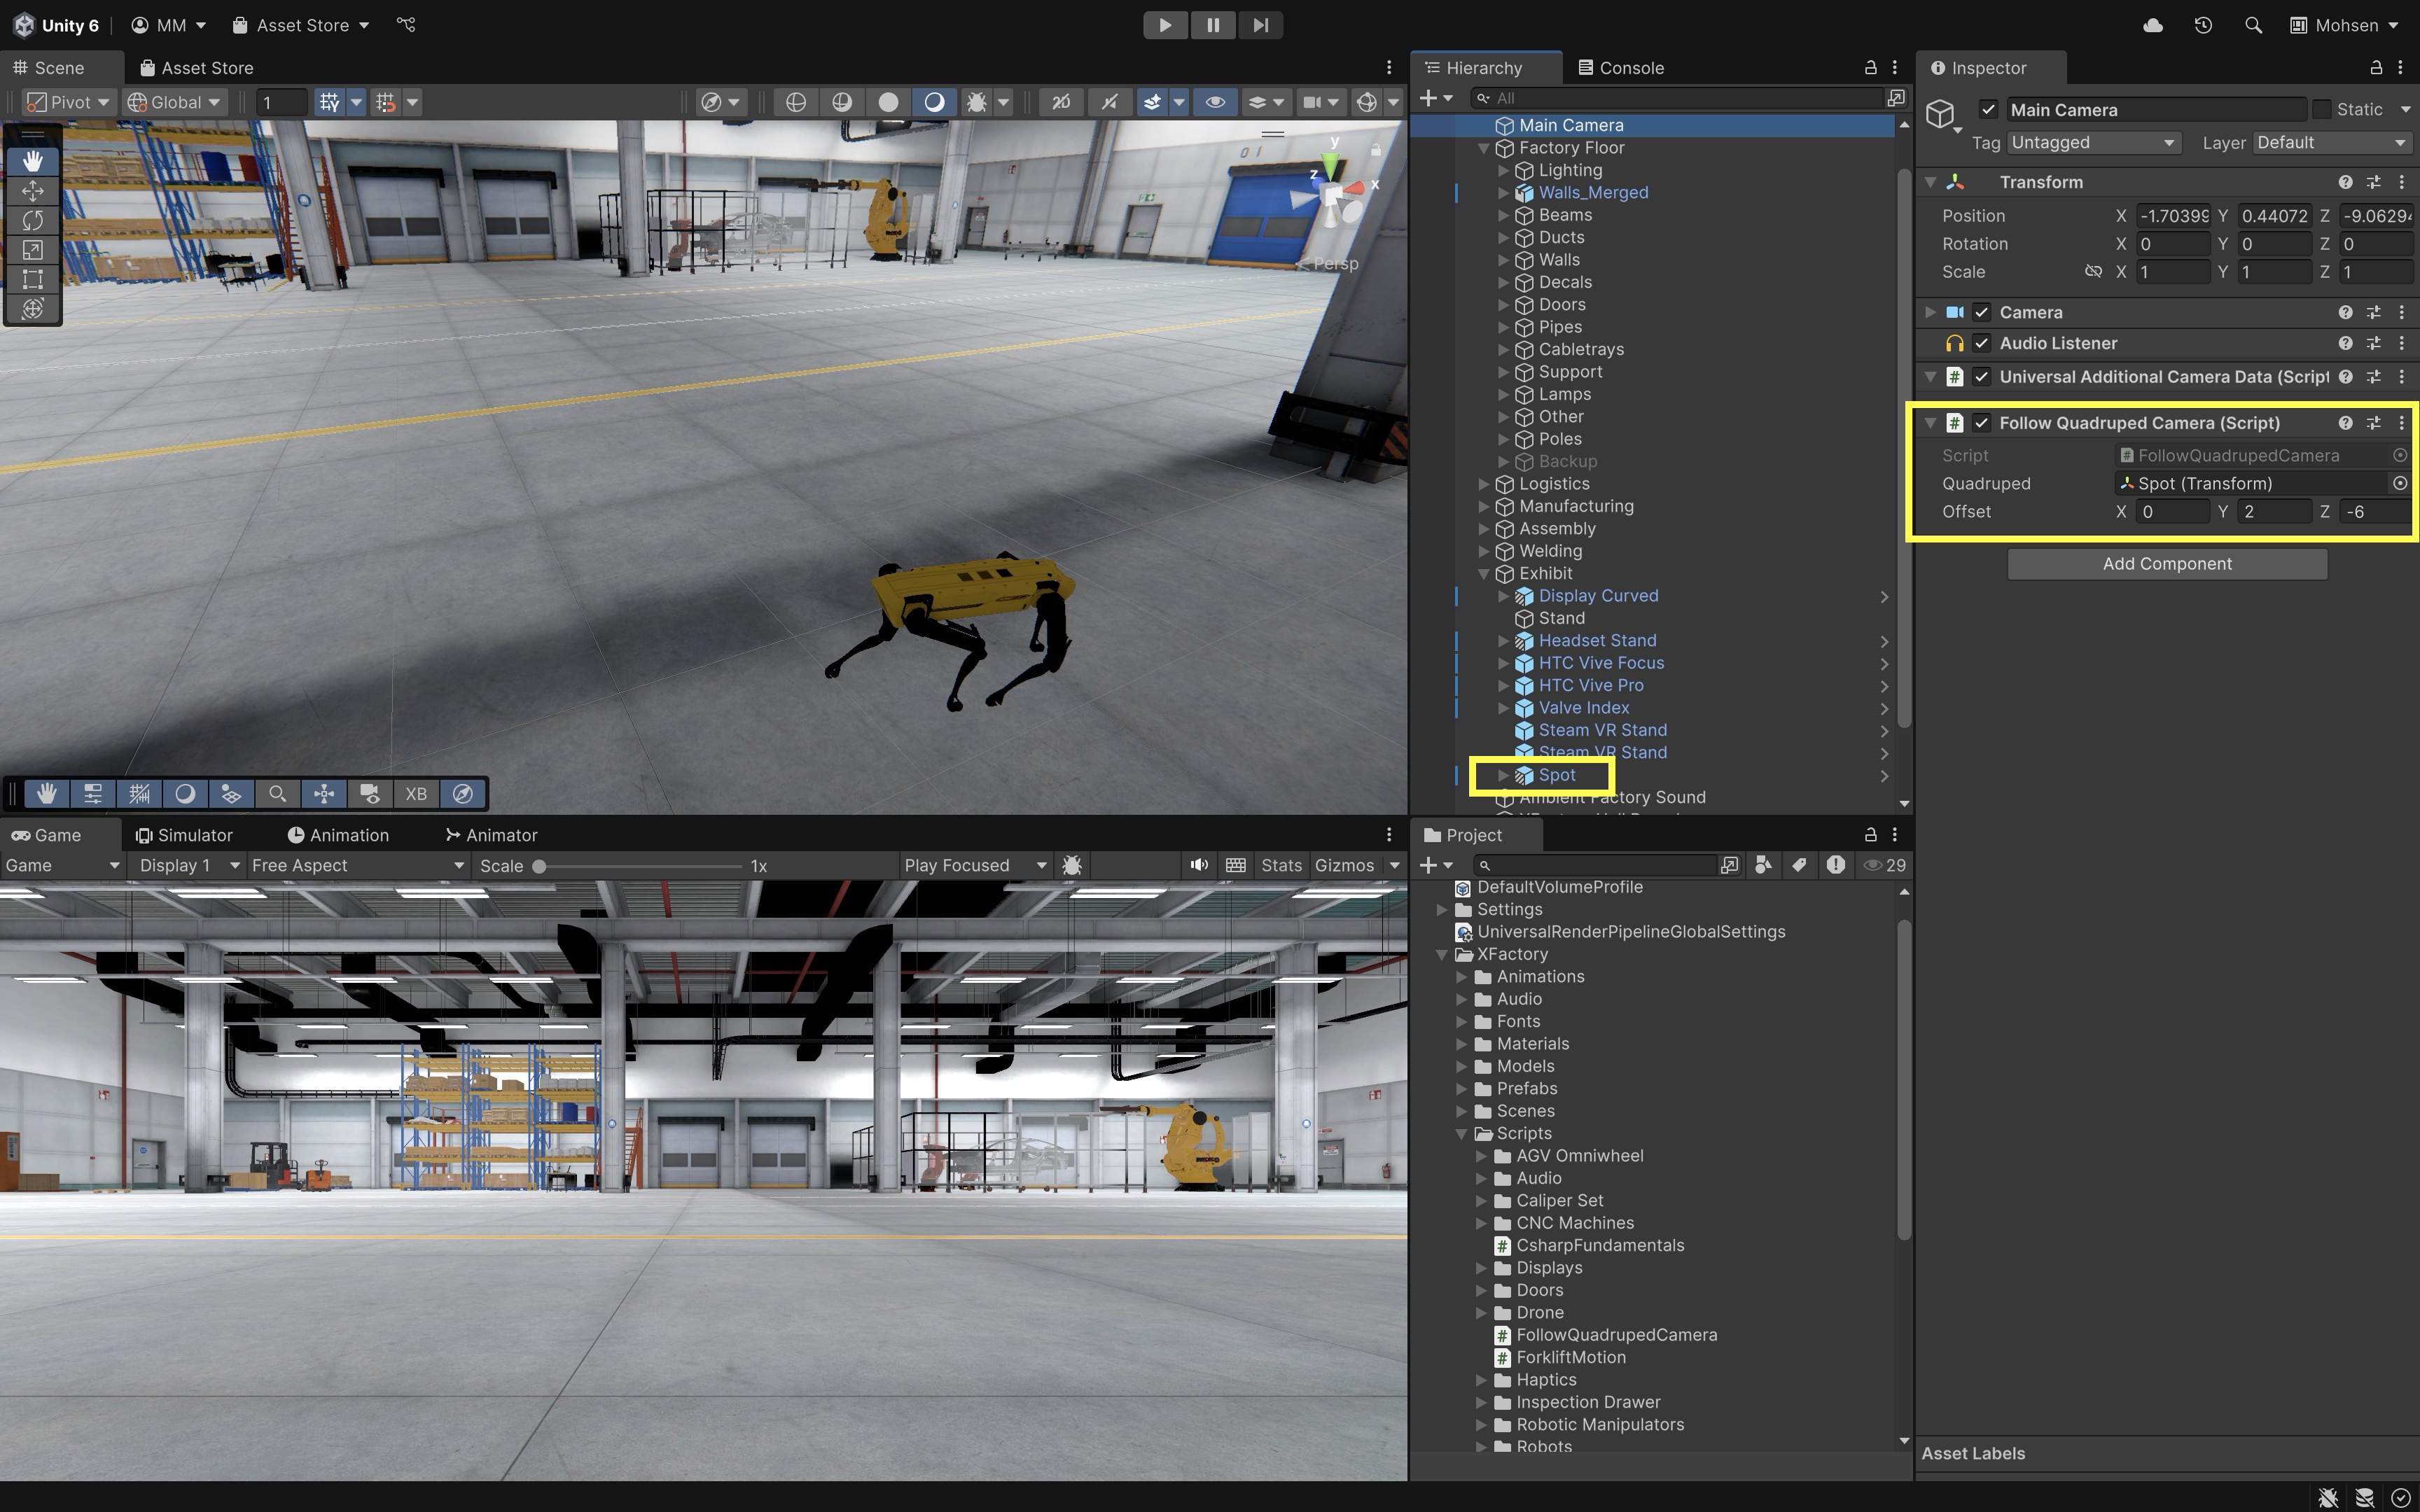 Unity 6
MM
Asset Store
Mohsen
Scene
Asset Store
Pivot
Global
1
2D
y
z
x
Persp
XB
Hierarchy
Console
All
Main Camera
Factory Floor
Lighting
Walls_Merged
Beams
Ducts
Walls
Decals
Doors
Pipes
Cabletrays
Support
Lamps
Other
Poles
Backup
Logistics
Manufacturing
Assembly
Welding
Exhibit
Display Curved
Stand
Headset Stand
HTC Vive Focus
HTC Vive Pro
Valve Index
Steam VR Stand
Steam VR Stand
Spot
Ambient Factory Sound
Inspector
Main Camera
Static
Tag Untagged Layer Default
Transform
Position X -1.70399 Y 0.44072 Z -9.0629
Rotation X 0 Y 0 Z 0
Scale X 1 Y 1 Z 1
Camera
Audio Listener
Universal Additional Camera Data (Script
Follow Quadruped Camera (Script)
Script FollowQuadrupedCamera
Quadruped Spot (Transform)
Offset X 0 Y 2 Z -6
Add Component
Game Simulator Animation Animator
Game Display 1 Free Aspect Scale 1x Play Focused Stats Gizmos
Project
29
DefaultVolumeProfile
Settings
UniversalRenderPipelineGlobalSettings
XFactory
Animations
Audio
Fonts
Materials
Models
Prefabs
Scenes
Scripts
AGV Omniwheel
Audio
Caliper Set
CNC Machines
CsharpFundamentals
Displays
Doors
Drone
FollowQuadrupedCamera
ForkliftMotion
Haptics
Inspection Drawer
Robotic Manipulators
Robots
Asset Labels